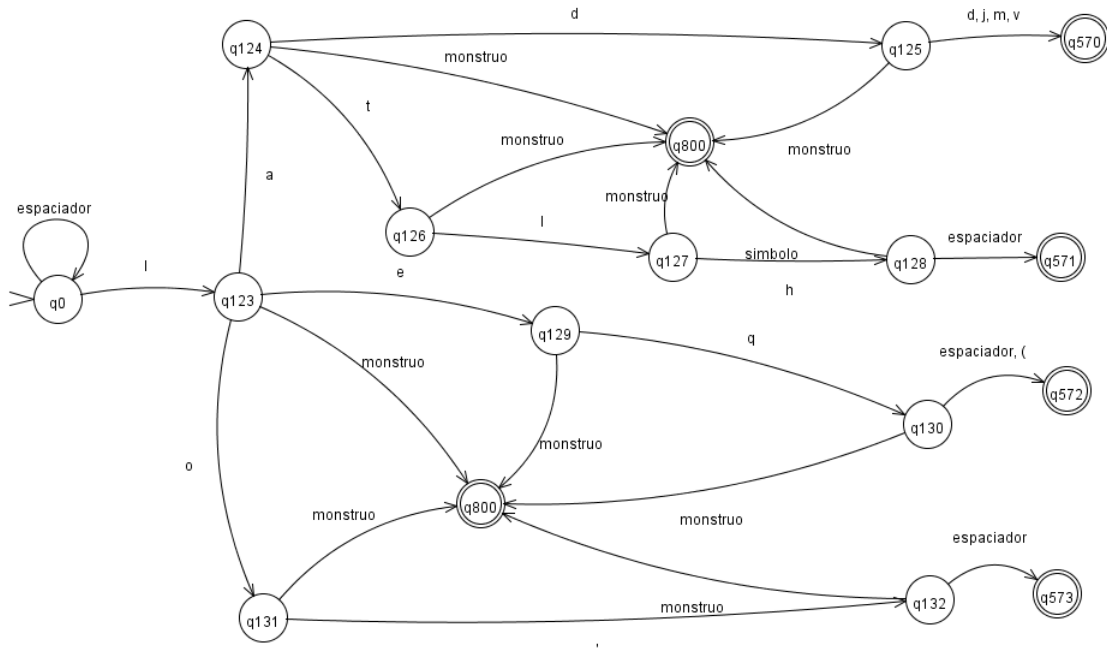 d
d, j, m, v
q124
q125
q570
monstruo
t
monstruo
q800
monstruo
a
monstruo
espaciador
q126
l
q127
simbolo
q128
espaciador
q571
l
q0
q123
e
h
q129
q
espaciador, (
q572
monstruo
q130
monstruo
o
q800
monstruo
monstruo
espaciador
q131
monstruo
q132
q573